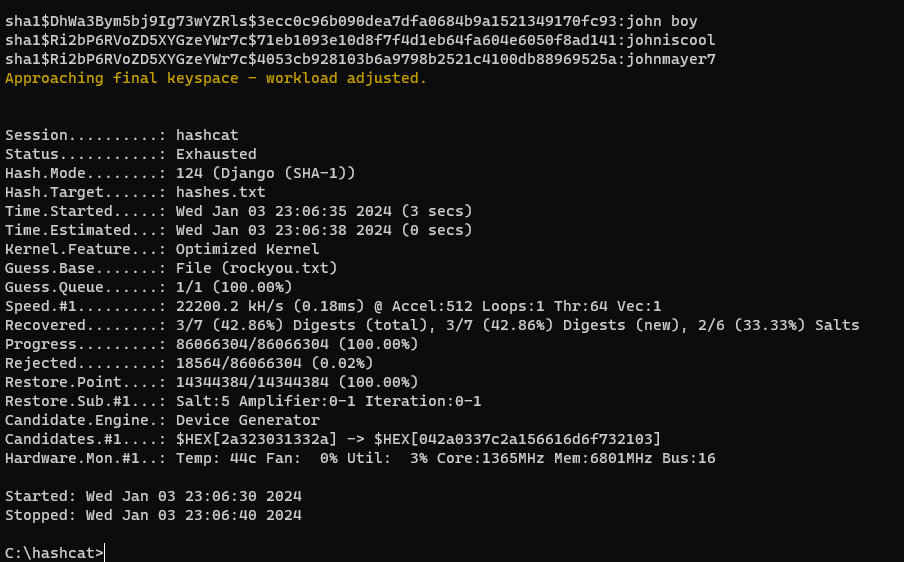 sha1$DhWa3Bym5bj9Ig73wYZRls$3ecc0c96b090dea7dfa0684b9a1521349170fc93:john boy
sha1$Ri2bP6RVoZD5XYGzeYWr7c$71eb1093e10d8f7f4d1eb64fa604e6050f8ad141:johniscool
sha1$Ri2bP6RVoZD5XYGzeYWr7c$4053cb928103b6a9798b2521c4100db88969525a:johnmayer7
Approaching final keyspace - workload adjusted.
Session..........: hashcat
Status...........: Exhausted
Hash.Mode........: 124 (Django (SHA-1))
Hash.Target......: hashes.txt
Time.Started.....: Wed Jan 03 23:06:35 2024 (3 secs)
Time.Estimated...: Wed Jan 03 23:06:38 2024 (0 secs)
Kernel.Feature...: Optimized Kernel
Guess.Base.......: File (rockyou.txt)
Guess.Queue......: 1/1 (100.00%)
Speed.#1.........: 22200.2 kH/s (0.18ms) @ Accel:512 Loops:1 Thr:64 Vec:1
Recovered........: 3/7 (42.86%) Digests (total), 3/7 (42.86%) Digests (new), 2/6 (33.33%) Salts
Progress.........: 86066304/86066304 (100.00%)
Rejected.........: 18564/86066304 (0.02%)
Restore.Point....: 14344384/14344384 (100.00%)
Restore.Sub.#1...: Salt:5 Amplifier:0-1 Iteration:0-1
Candidate.Engine.: Device Generator
Candidates.#1....: $HEX[2a323031332a] -> $HEX[042a0337c2a156616d6f732103]
Hardware.Mon.#1..: Temp: 44c Fan:  0% Util:  3% Core:1365MHz Mem:6801MHz Bus:16
Started: Wed Jan 03 23:06:30 2024
Stopped: Wed Jan 03 23:06:40 2024
C:\hashcat>